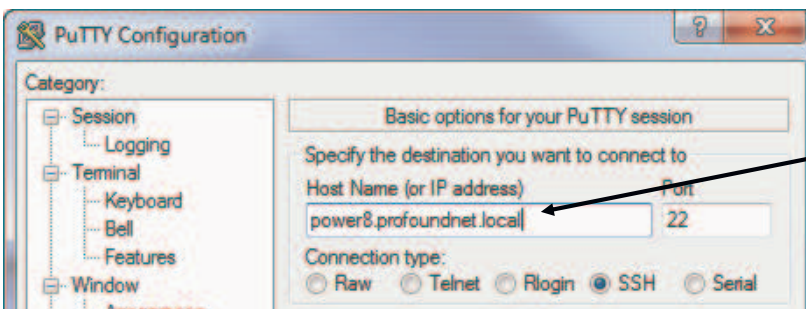 PuTTY Configuration
Category:
Session
Logging
Terminal
Keyboard
Bell
Features
Window
Basic options for your PuTTY session
Specify the destination you want to connect to
Host Name (or IP address) Port
power8.profoundnet.local 22
Connection type:
Raw Telnet Rlogin SSH Serial